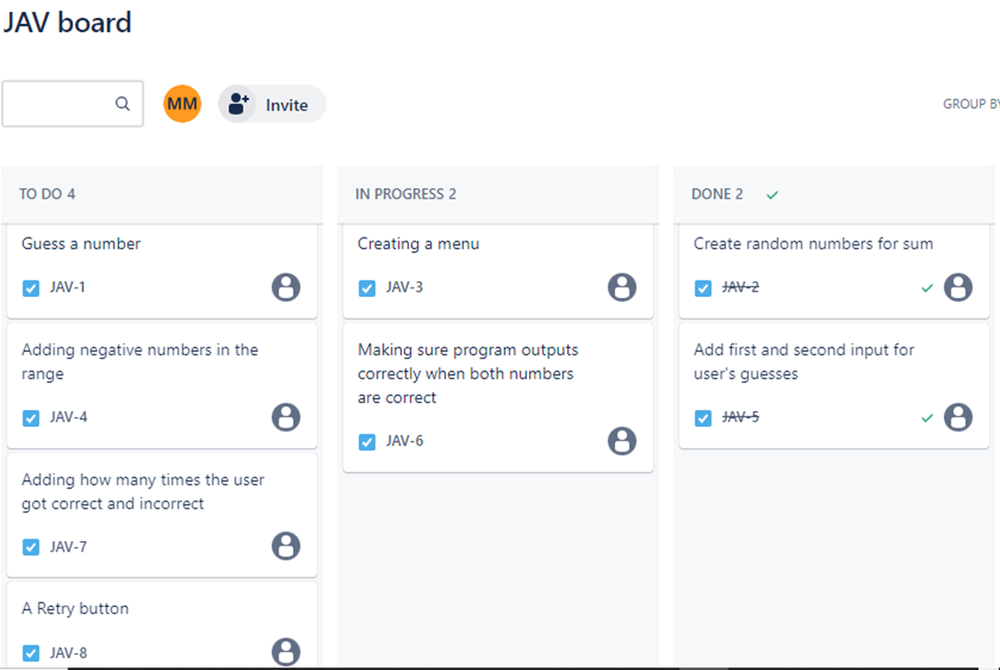 JAV board
MM
Invite
GROUP BY
TO DO 4
Guess a number
JAV-1
Adding negative numbers in the
range
JAV-4
Adding how many times the user
got correct and incorrect
JAV-7
A Retry button
JAV-8
IN PROGRESS 2
Creating a menu
JAV-3
Making sure program outputs
correctly when both numbers
are correct
JAV-6
DONE 2
Create random numbers for sum
JAV-2
Add first and second input for
user's guesses
JAV-5